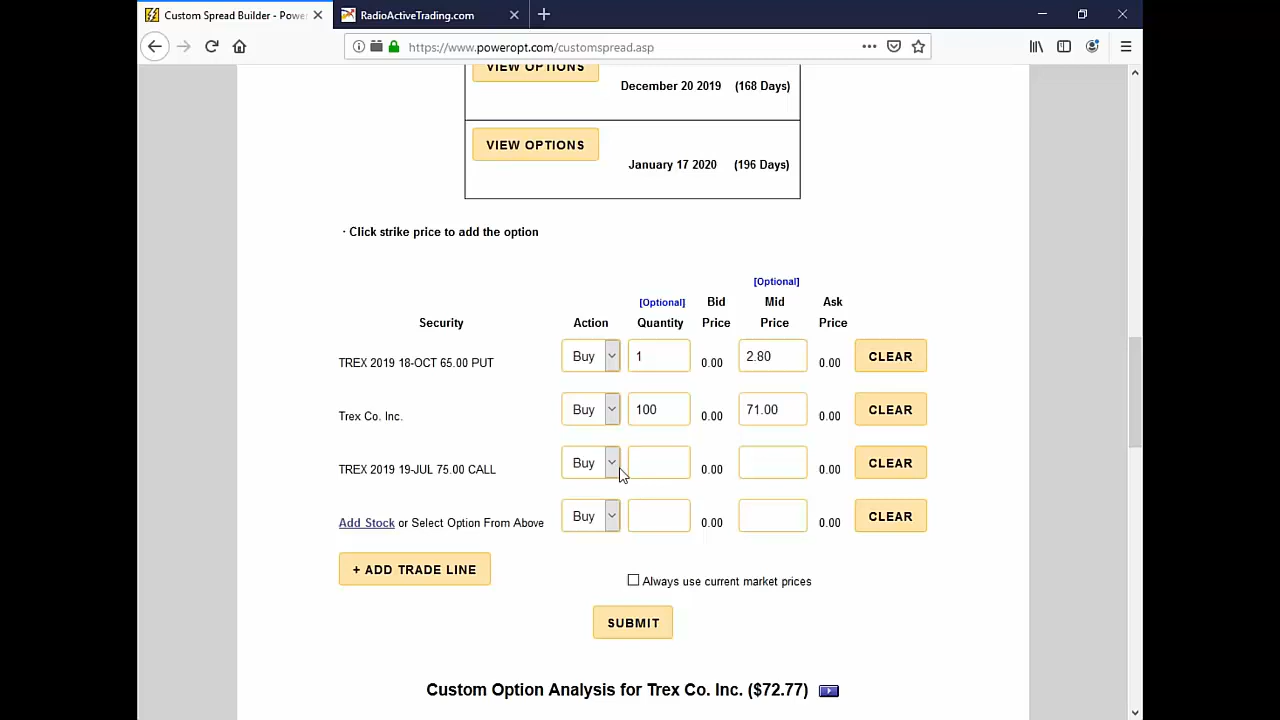 Custom Spread Builder - Powe
RadioActiveTrading.com
https://www.poweropt.com/customspread.asp
VIEW OPTIONS
December 20 2019 (168 Days)
VIEW OPTIONS
January 17 2020 (196 Days)
· Click strike price to add the option
[Optional]
[Optional] Bid Mid Ask
Security Action Quantity Price Price Price
TREX 2019 18-OCT 65.00 PUT Buy 1 0.00 2.80 0.00 CLEAR
Trex Co. Inc. Buy 100 0.00 71.00 0.00 CLEAR
TREX 2019 19-JUL 75.00 CALL Buy 0.00 0.00 CLEAR
Add Stock or Select Option From Above Buy 0.00 0.00 CLEAR
+ ADD TRADE LINE
Always use current market prices
SUBMIT
Custom Option Analysis for Trex Co. Inc. ($72.77)